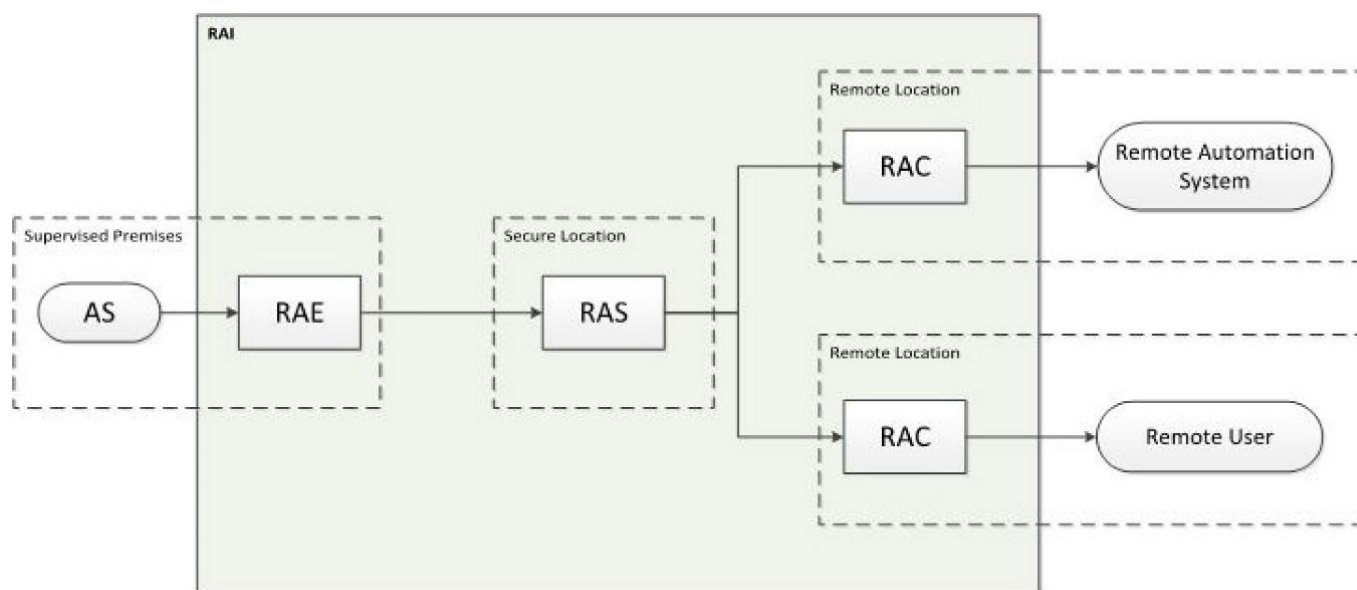 RAI
Remote Location
RAC
Remote Automation
System
Supervised Premises
AS
RAE
Secure Location
RAS
Remote Location
RAC
Remote User